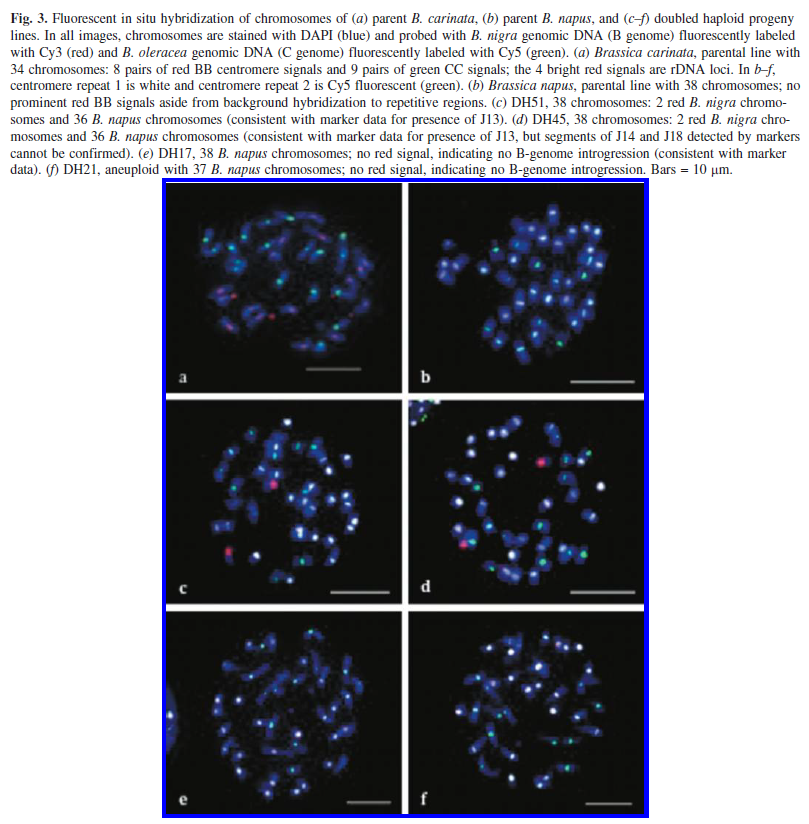 Fig. 3. Fluorescent in situ hybridization of chromosomes of (a) parent B. carinata, (b) parent B. napus, and (c–f) doubled haploid progeny
lines. In all images, chromosomes are stained with DAPI (blue) and probed with B. nigra genomic DNA (B genome) fluorescently labeled
with Cy3 (red) and B. oleracea genomic DNA (C genome) fluorescently labeled with Cy5 (green). (a) Brassica carinata, parental line with
34 chromosomes: 8 pairs of red BB centromere signals and 9 pairs of green CC signals; the 4 bright red signals are rDNA loci. In b–f,
centromere repeat 1 is white and centromere repeat 2 is Cy5 fluorescent (green). (b) Brassica napus, parental line with 38 chromosomes; no
prominent red BB signals aside from background hybridization to repetitive regions. (c) DH51, 38 chromosomes: 2 red B. nigra chromo-
somes and 36 B. napus chromosomes (consistent with marker data for presence of J13). (d) DH45, 38 chromosomes: 2 red B. nigra chro-
mosomes and 36 B. napus chromosomes (consistent with marker data for presence of J13, but segments of J14 and J18 detected by markers
cannot be confirmed). (e) DH17, 38 B. napus chromosomes; no red signal, indicating no B-genome introgression (consistent with marker
data). (f) DH21, aneuploid with 37 B. napus chromosomes; no red signal, indicating no B-genome introgression. Bars = 10 μm.
a
b
c
d
e
f